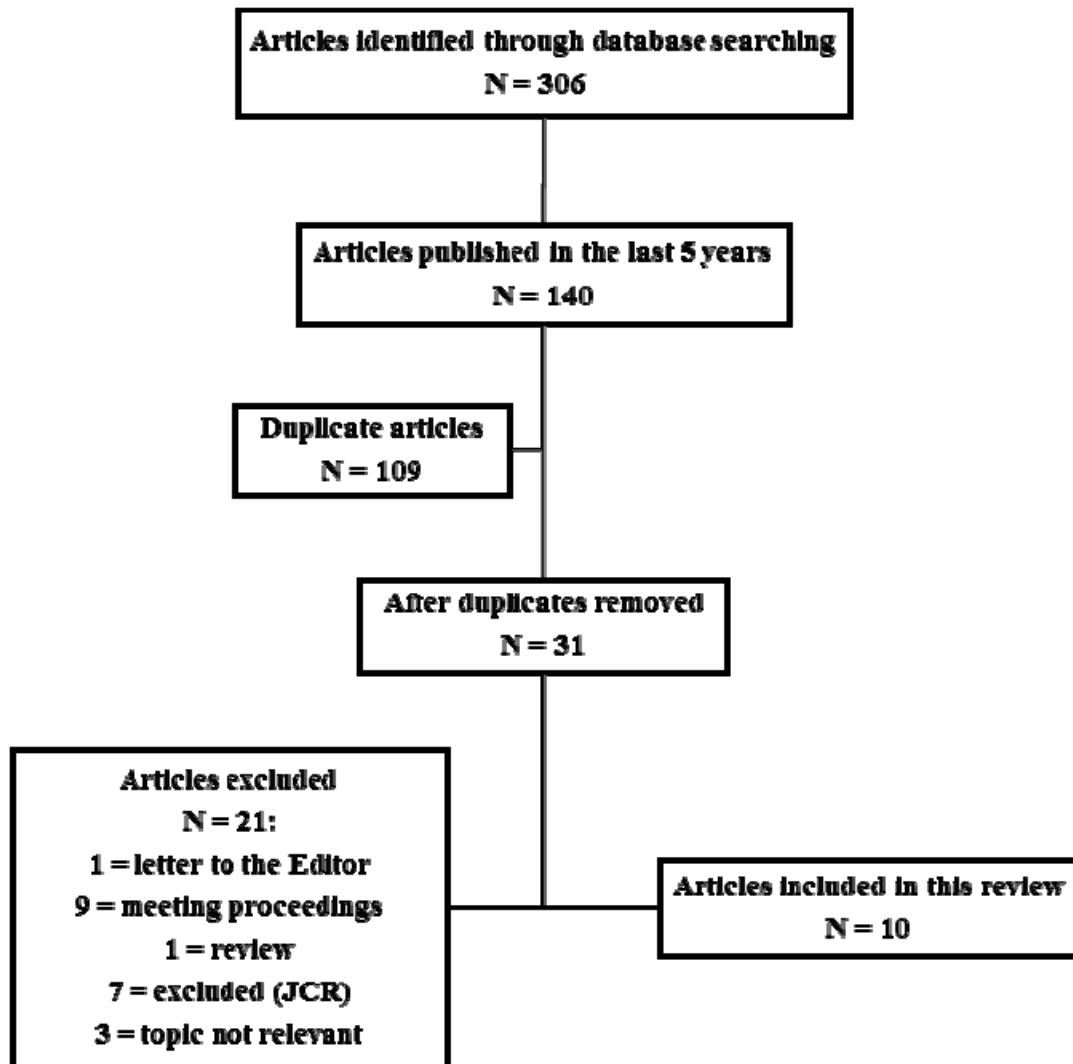 Articles identified through database searching
N = 306
Articles published in the last 5 years
N = 140
Duplicate articles
N = 109
After duplicates removed
N = 31
Articles excluded
N = 21:
1 = letter to the Editor
9 = meeting proceedings
1 = review
7 = excluded (JCR)
3 = topic not relevant
Articles included in this review
N = 10